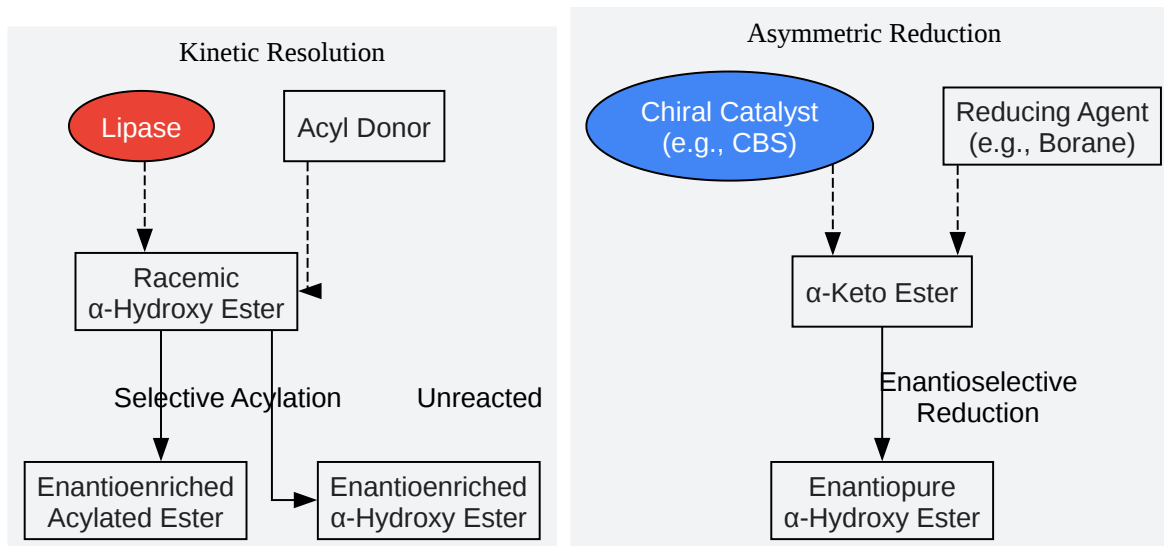 Kinetic Resolution
Lipase
Acyl Donor
Racemic
α-Hydroxy Ester
Selective Acylation
Unreacted
Enantioenriched
Acylated Ester
Enantioenriched
α-Hydroxy Ester
Asymmetric Reduction
Chiral Catalyst
(e.g., CBS)
Reducing Agent
(e.g., Borane)
α-Keto Ester
Enantioselective
Reduction
Enantiopure
α-Hydroxy Ester